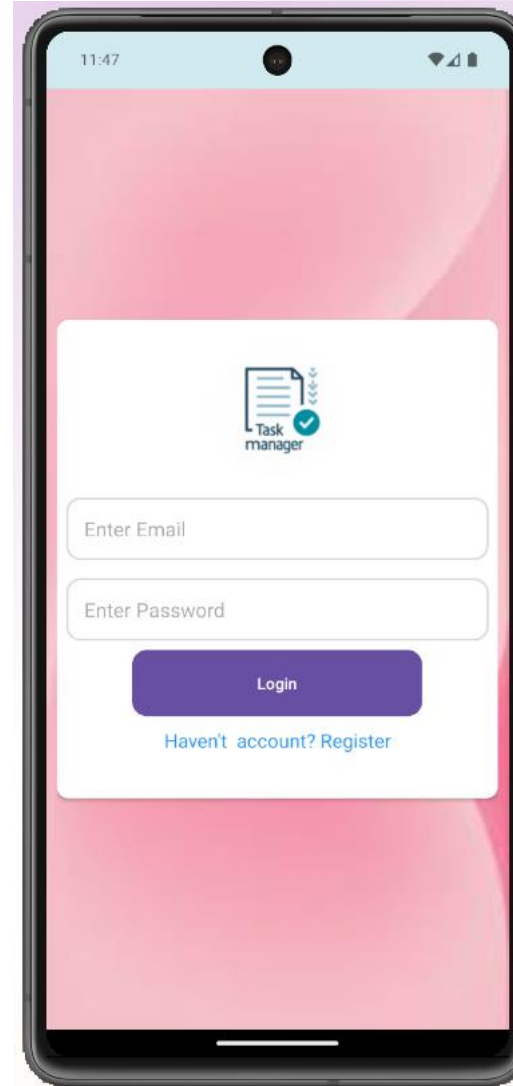 11:47
Task
manager
Enter Email
Enter Password
Login
Haven't  account? Register